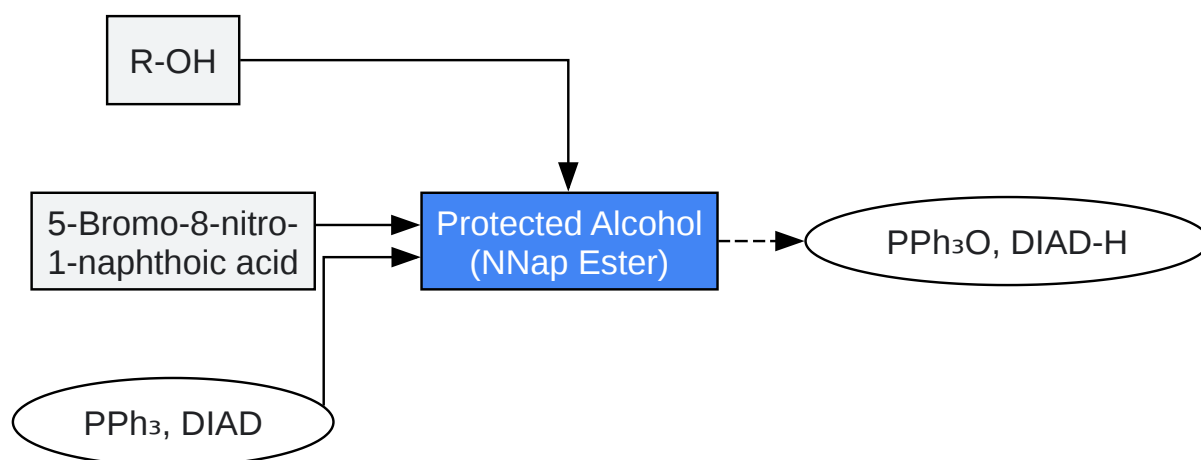 R-OH
5-Bromo-8-nitro-
1-naphthoic acid
Protected Alcohol
(NNap Ester)
PPh₃O, DIAD-H
PPh₃, DIAD